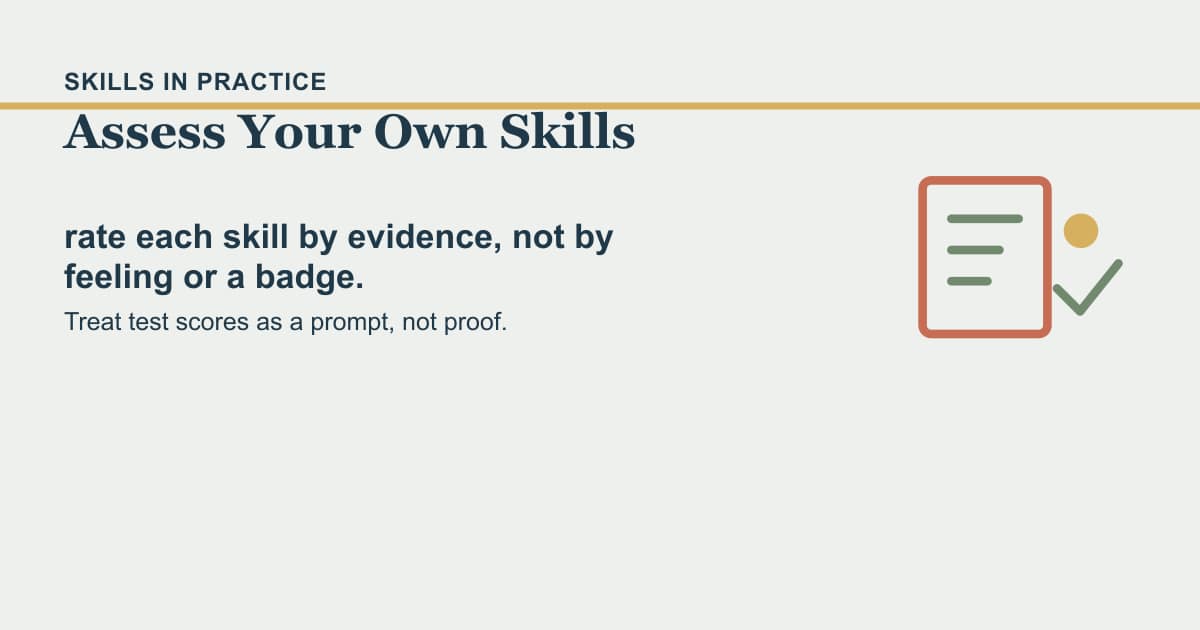 SKILLS IN PRACTICE
Assess Your Own Skills
rate each skill by evidence, not by
feeling or a badge.
Treat test scores as a prompt, not proof.